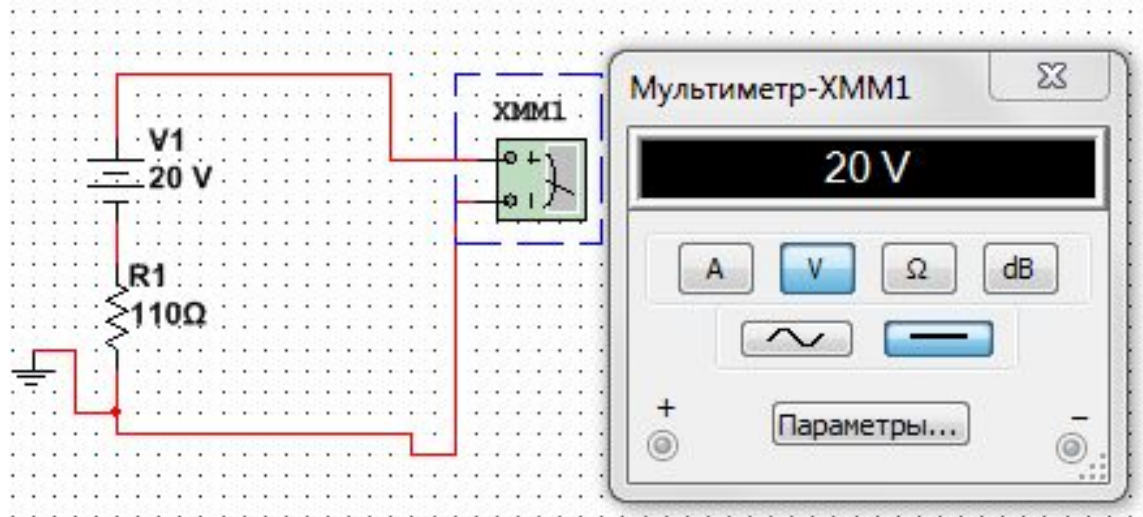 V1
20 V
R1
110Ω
XMM1
+
Мультиметр-XMM1
20 V
A
V
Ω
dB
+
Параметры...
−